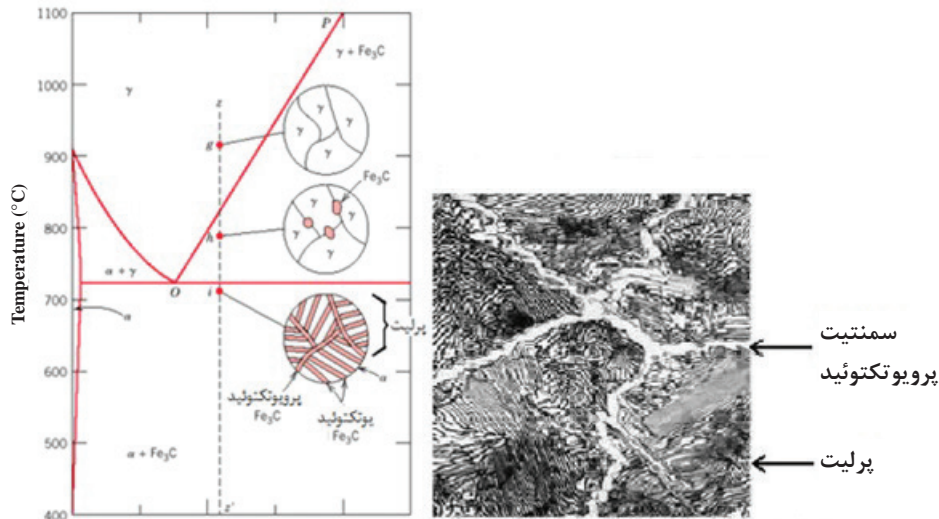 1100
1000
900
800
700
600
500
400
Temperature (°C)
P
γ + Fe₃C
γ
z
g
γ
γ
γ
γ
Fe₃C
h
γ
γ
γ
γ
α + γ
O
i
α
پرلیت
α
پرویوتکتوئید
Fe₃C
یوتکتوئید
Fe₃C
α + Fe₃C
z'
سمنتیت
پرویوتکتوئید
پرلیت